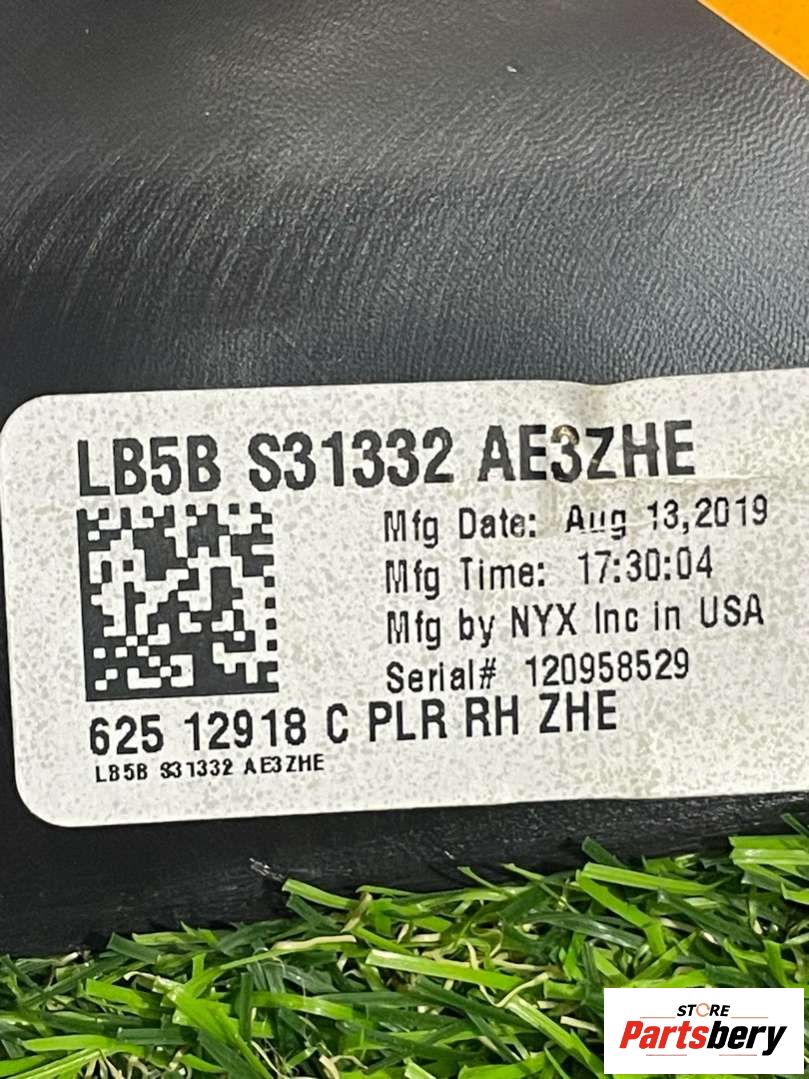 LB5B S31332 AE3ZHE
Mfg Date: Aug 13,2019
Mfg Time: 17:30:04
Mfg by NYX Inc in USA
Serial# 120958529
625 12918 C PLR RH ZHE
LB5B S31332 AE3ZHE
STORE
Partsbery